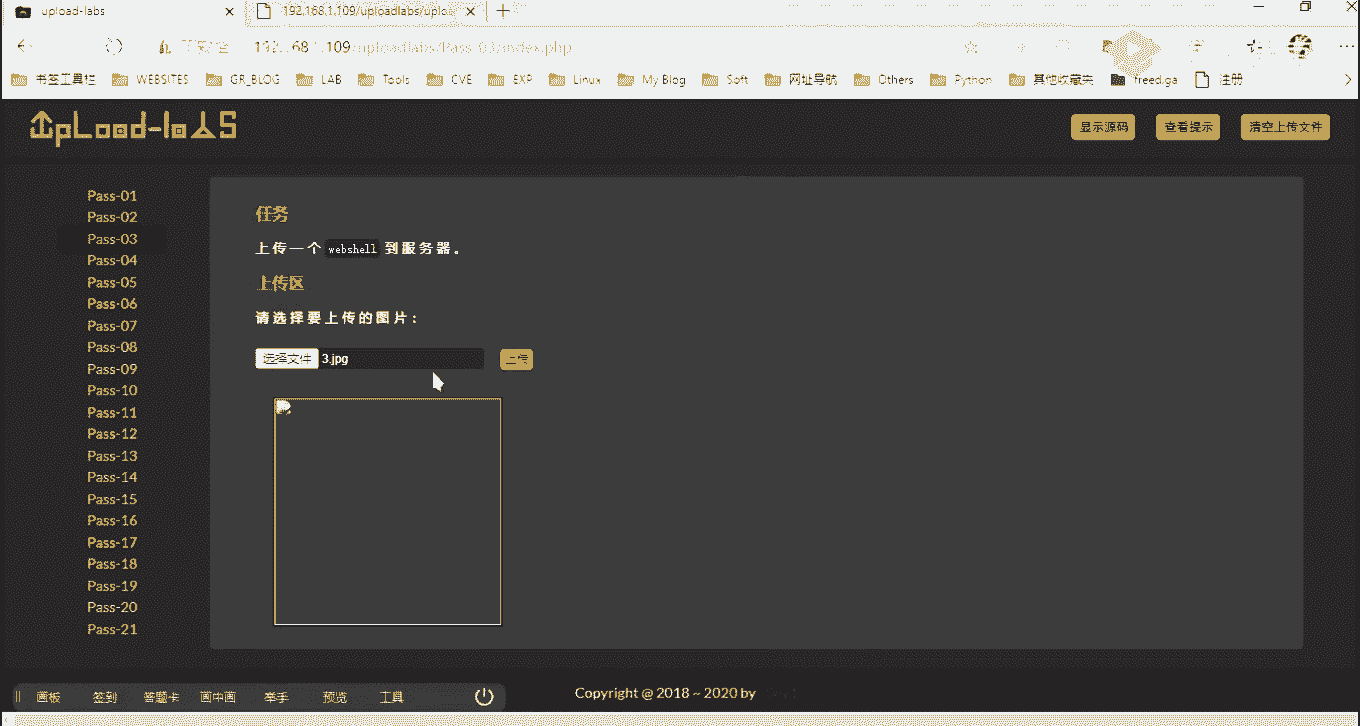 upload-labs
192.168.1.109/uploadlabs/uplo
192.168.1.109/uploadlabs/Pass-03/index.php
书签工具栏 WEBSITES GR_BLOG LAB Tools CVE EXP Linux My Blog Soft 网址导航 Others Python 其他收藏夹 freed.ga 注册
UpLoad-labS
显示源码 查看提示 清空上传文件
Pass-01
Pass-02
Pass-03
Pass-04
Pass-05
Pass-06
Pass-07
Pass-08
Pass-09
Pass-10
Pass-11
Pass-12
Pass-13
Pass-14
Pass-15
Pass-16
Pass-17
Pass-18
Pass-19
Pass-20
Pass-21
任务
上传一个 webshell 到服务器。
上传区
请选择要上传的图片：
选择文件 3.jpg 上传
画板 签到 答题卡 画中画 举手 预览 工具
Copyright @ 2018 ~ 2020 by